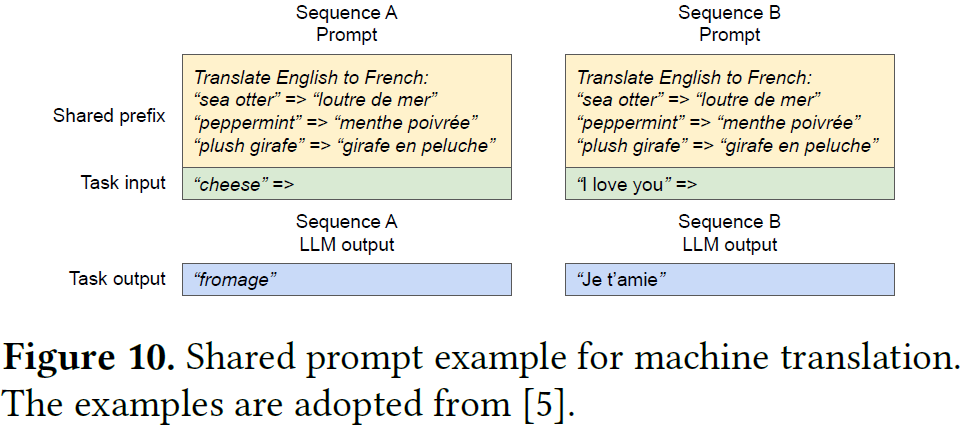 Sequence A
Prompt
Sequence B
Prompt
Shared prefix
Translate English to French:
“sea otter” => “loutre de mer”
“peppermint” => “menthe poivrée”
“plush girafe” => “girafe en peluche”
Translate English to French:
“sea otter” => “loutre de mer”
“peppermint” => “menthe poivrée”
“plush girafe” => “girafe en peluche”
Task input
“cheese” =>
“I love you” =>
Sequence A
LLM output
Sequence B
LLM output
Task output
“fromage”
“Je t’amie”
Figure 10. Shared prompt example for machine translation.
The examples are adopted from [5].